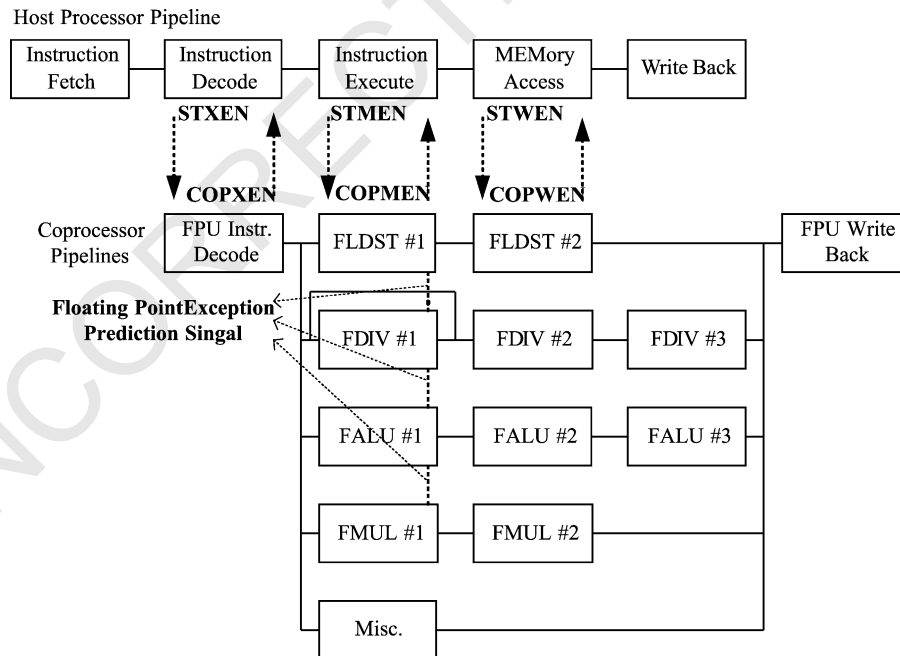 Host Processor Pipeline
Instruction
Fetch
Instruction
Decode
Instruction
Execute
MEMory
Access
Write Back
STXEN
STMEN
STWEN
COPXEN
COPMEN
COPWEN
Coprocessor
Pipelines
FPU Instr.
Decode
FLDST #1
FLDST #2
FPU Write
Back
Floating PointException
Prediction Singal
FDIV #1
FDIV #2
FDIV #3
FALU #1
FALU #2
FALU #3
FMUL #1
FMUL #2
Misc.
NCORRECT